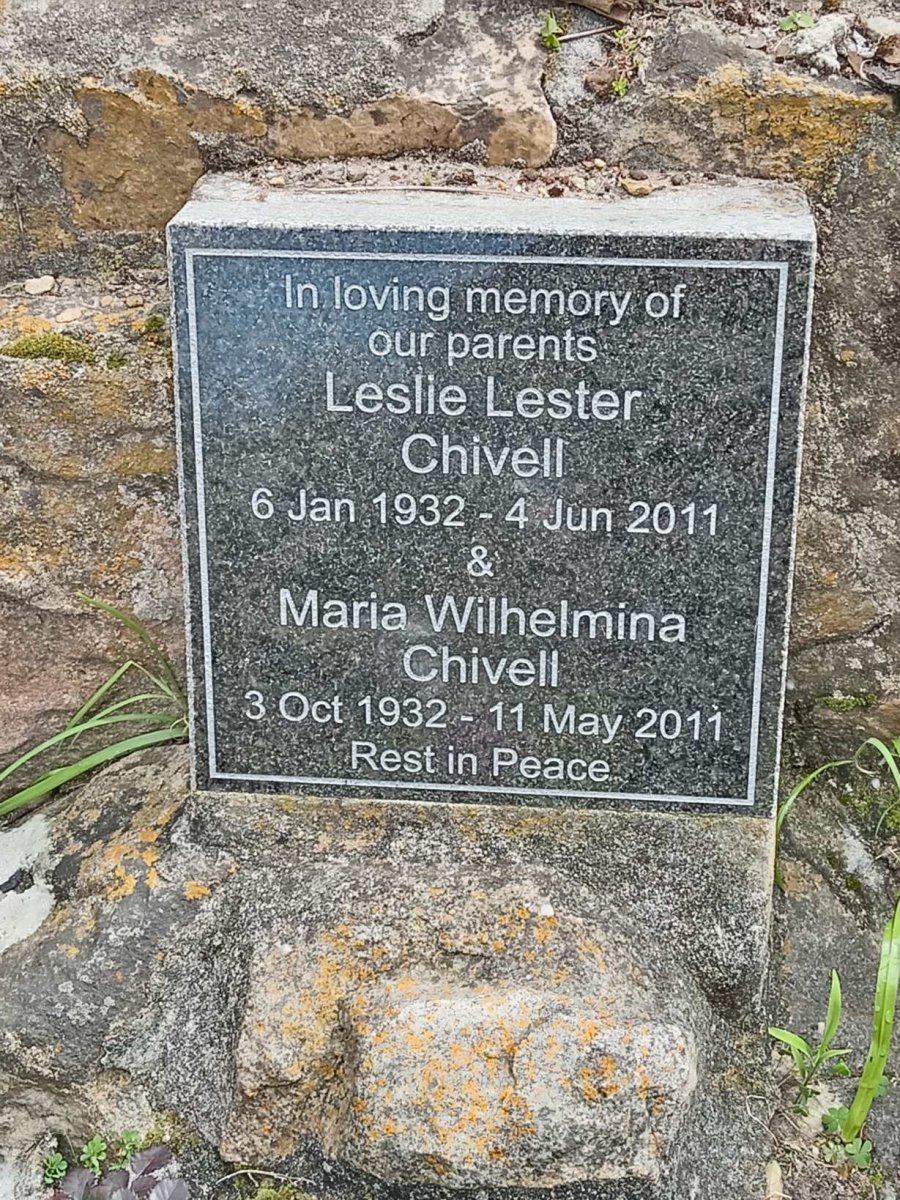 In loving memory of
our parents
Leslie Lester
Chivell
6 Jan 1932 - 4 Jun 2011
&
Maria Wilhelmina
Chivell
3 Oct 1932 - 11 May 2011
Rest in Peace